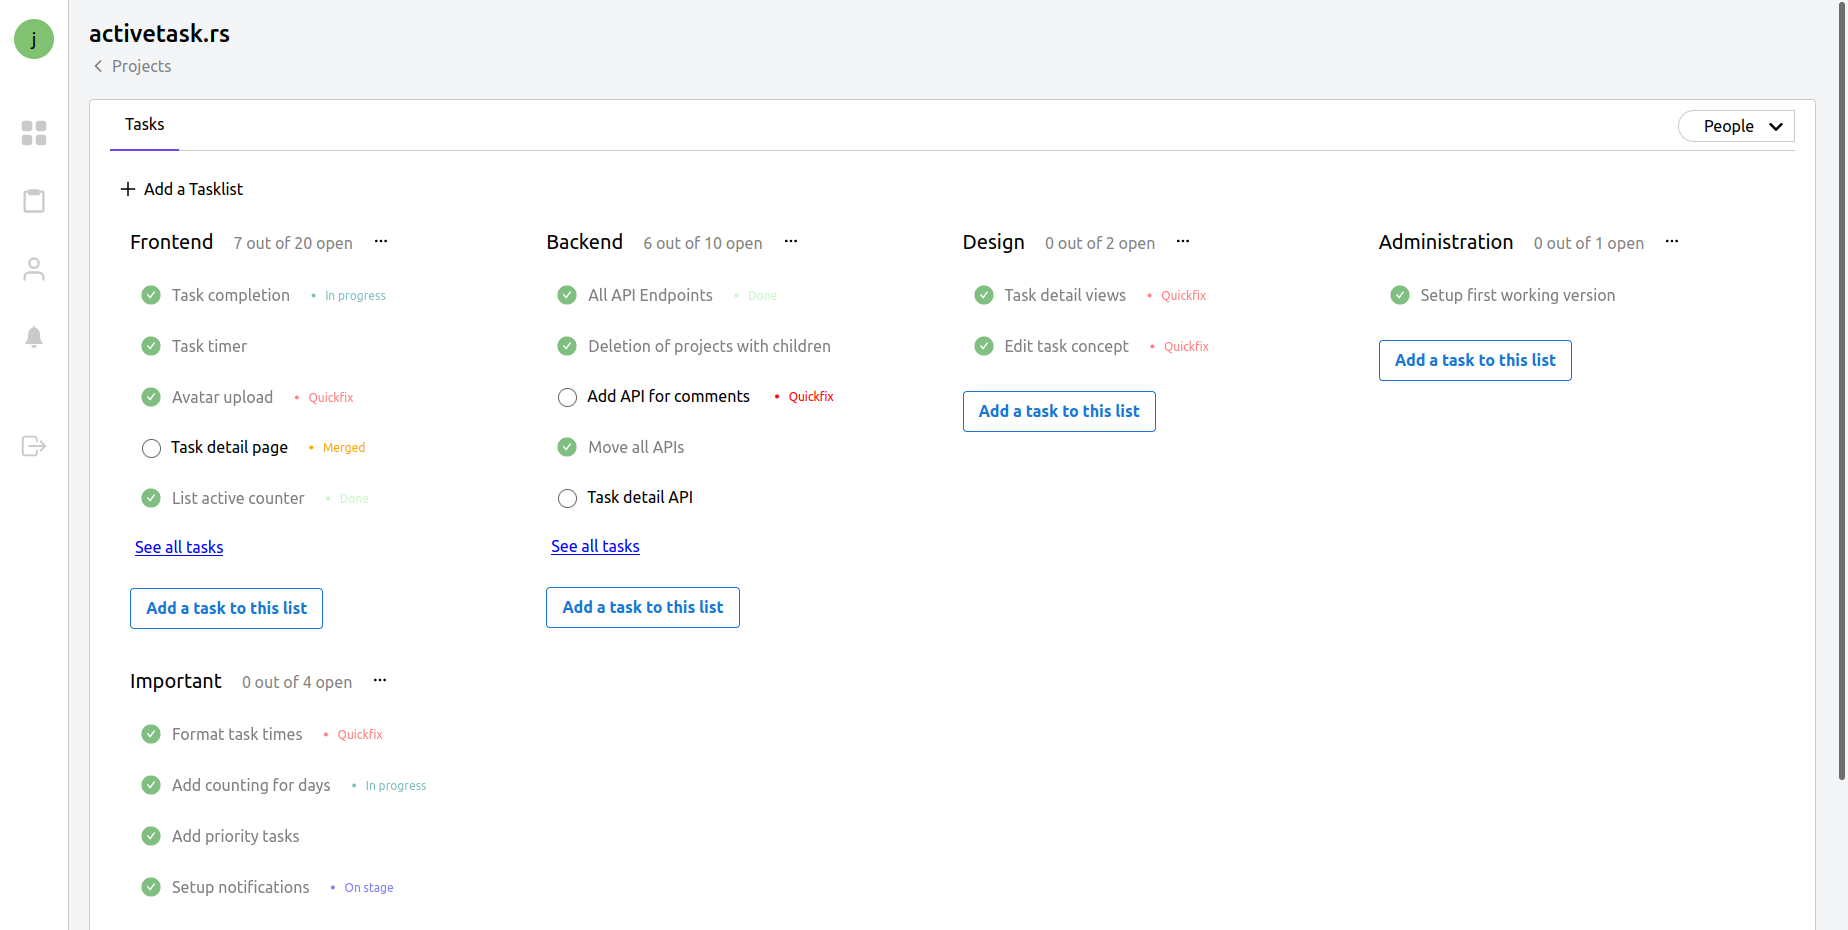 j
activetask.rs
Projects
Tasks
People
Add a Tasklist
Frontend 7 out of 20 open ...
Task completion • In progress
Task timer
Avatar upload • Quickfix
Task detail page • Merged
List active counter • Done
See all tasks
Add a task to this list
Backend 6 out of 10 open ...
All API Endpoints • Done
Deletion of projects with children
Add API for comments • Quickfix
Move all APIs
Task detail API
See all tasks
Add a task to this list
Design 0 out of 2 open ...
Task detail views • Quickfix
Edit task concept • Quickfix
Add a task to this list
Administration 0 out of 1 open ...
Setup first working version
Add a task to this list
Important 0 out of 4 open ...
Format task times • Quickfix
Add counting for days • In progress
Add priority tasks
Setup notifications • On stage